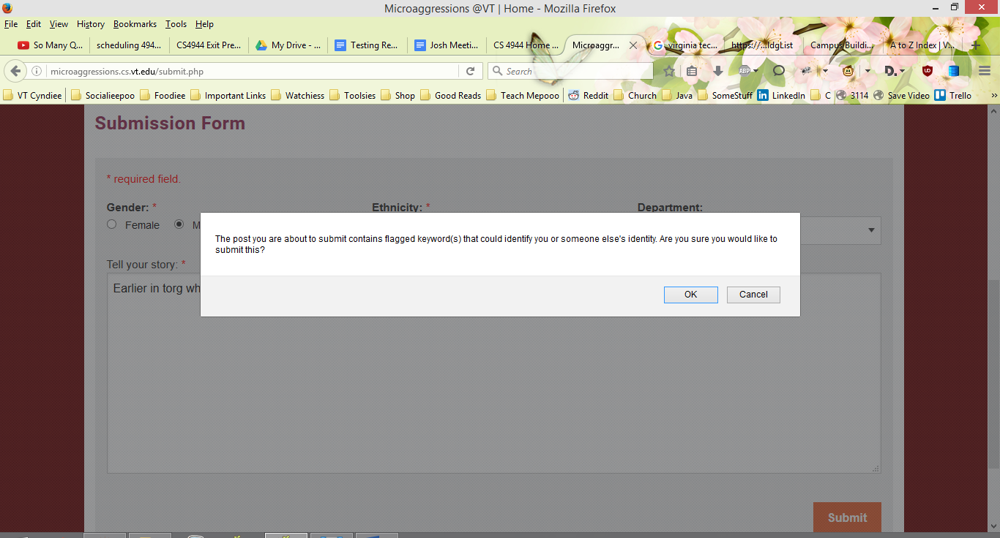 Microaggressions @VT | Home - Mozilla Firefox
File Edit View History Bookmarks Tools Help
So Many Q... scheduling 494... CS4944 Exit Pre... My Drive - ... Testing Re... Josh Meeti... CS 4944 Home ... Microaggr... virginia tec... https://...ldgList Campus Buildi... A to Z Index | V...
microaggressions.cs.vt.edu/submit.php Search ABP D.
VT Cyndiee Socialieepoo Foodiee Important Links Watchiess Toolsies Shop Good Reads Teach Mepooo Reddit Church Java SomeStuff LinkedIn C 3114 Save Video Trello »
Submission Form
* required field.
Gender: * Ethnicity: * Department:
Female M
The post you are about to submit contains flagged keyword(s) that could identify you or someone else's identity. Are you sure you would like to
submit this?
Tell your story: *
Earlier in torg wh
OK Cancel
Submit